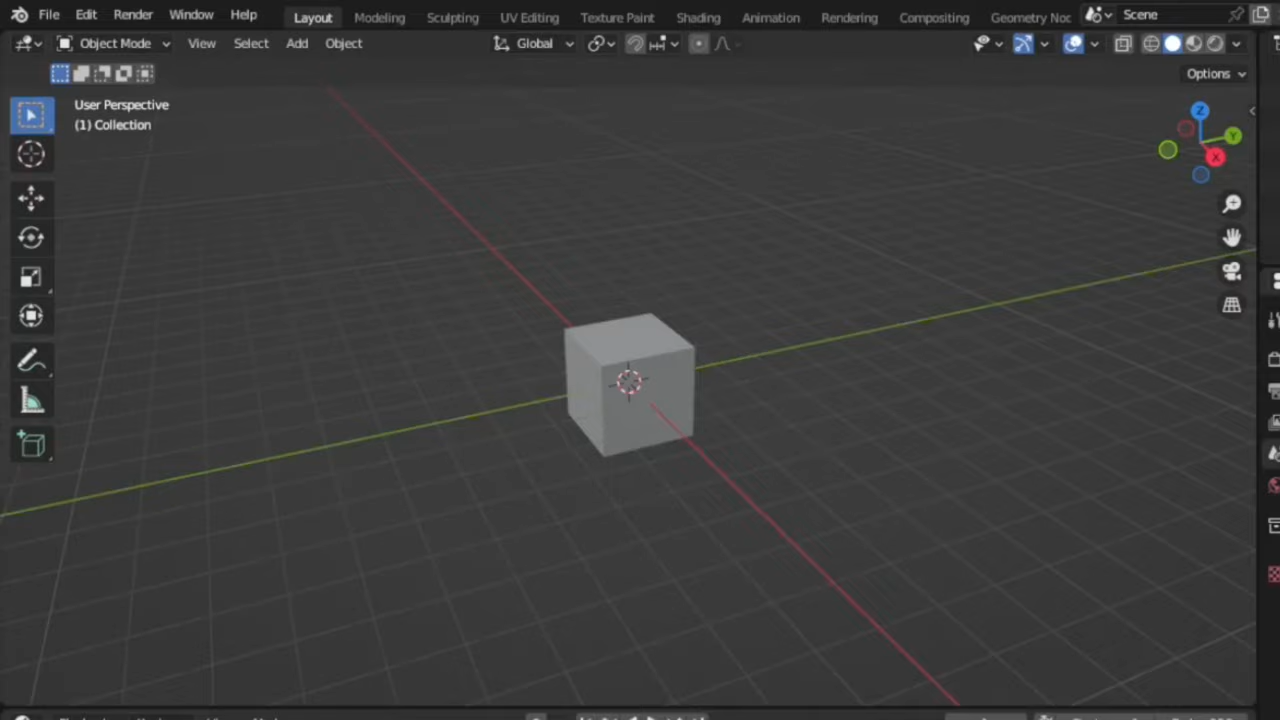 File Edit Render Window Help Layout Modeling Sculpting UV Editing Texture Paint Shading Animation Rendering Compositing Geometry Noc Scene
Object Mode View Select Add Object Global
Options
User Perspective
(1) Collection
Z
Y
X